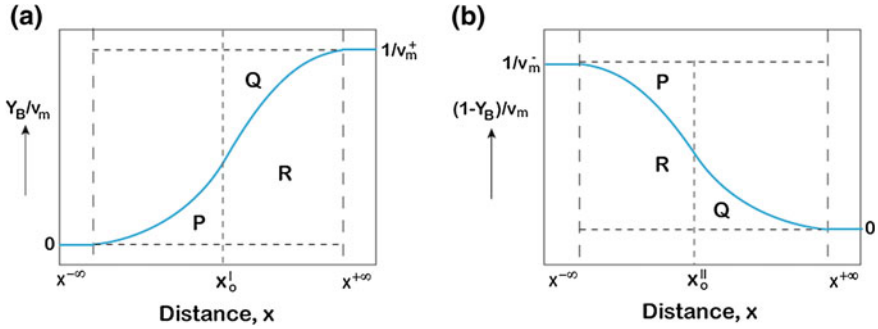 (a)
1/v_m^+
Q
Y_B/v_m
R
P
0
x^-∞
x_o^I
x^+∞
Distance, x
(b)
1/v_m^-
P
(1-Y_B)/v_m
R
Q
0
x^-∞
x_o^II
x^+∞
Distance, x